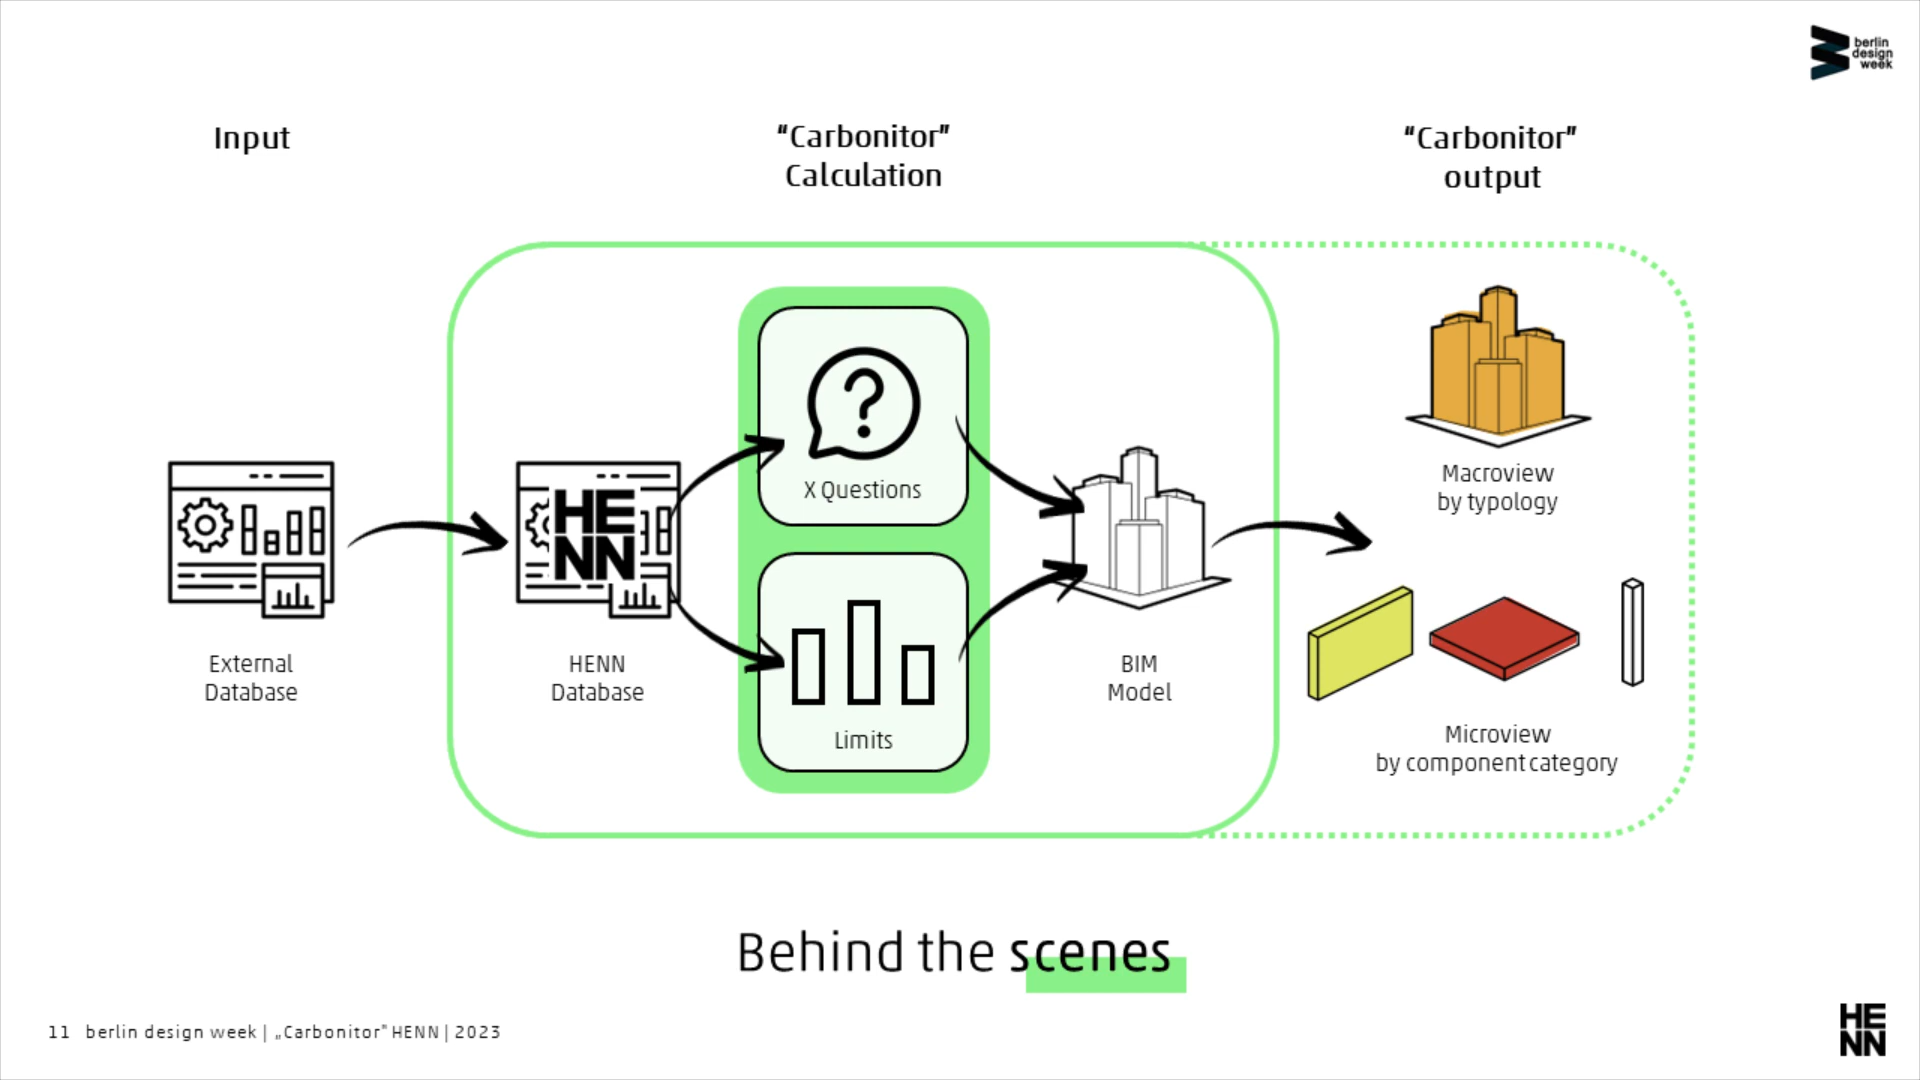 berlin
design
week
Input
“Carbonitor”
Calculation
“Carbonitor”
output
External
Database
HE
NN
HENN
Database
?
X Questions
Limits
BIM
Model
Macroview
by typology
Microview
by component category
Behind the scenes
11 berlin design week | „Carbonitor“ HENN | 2023
HE
NN